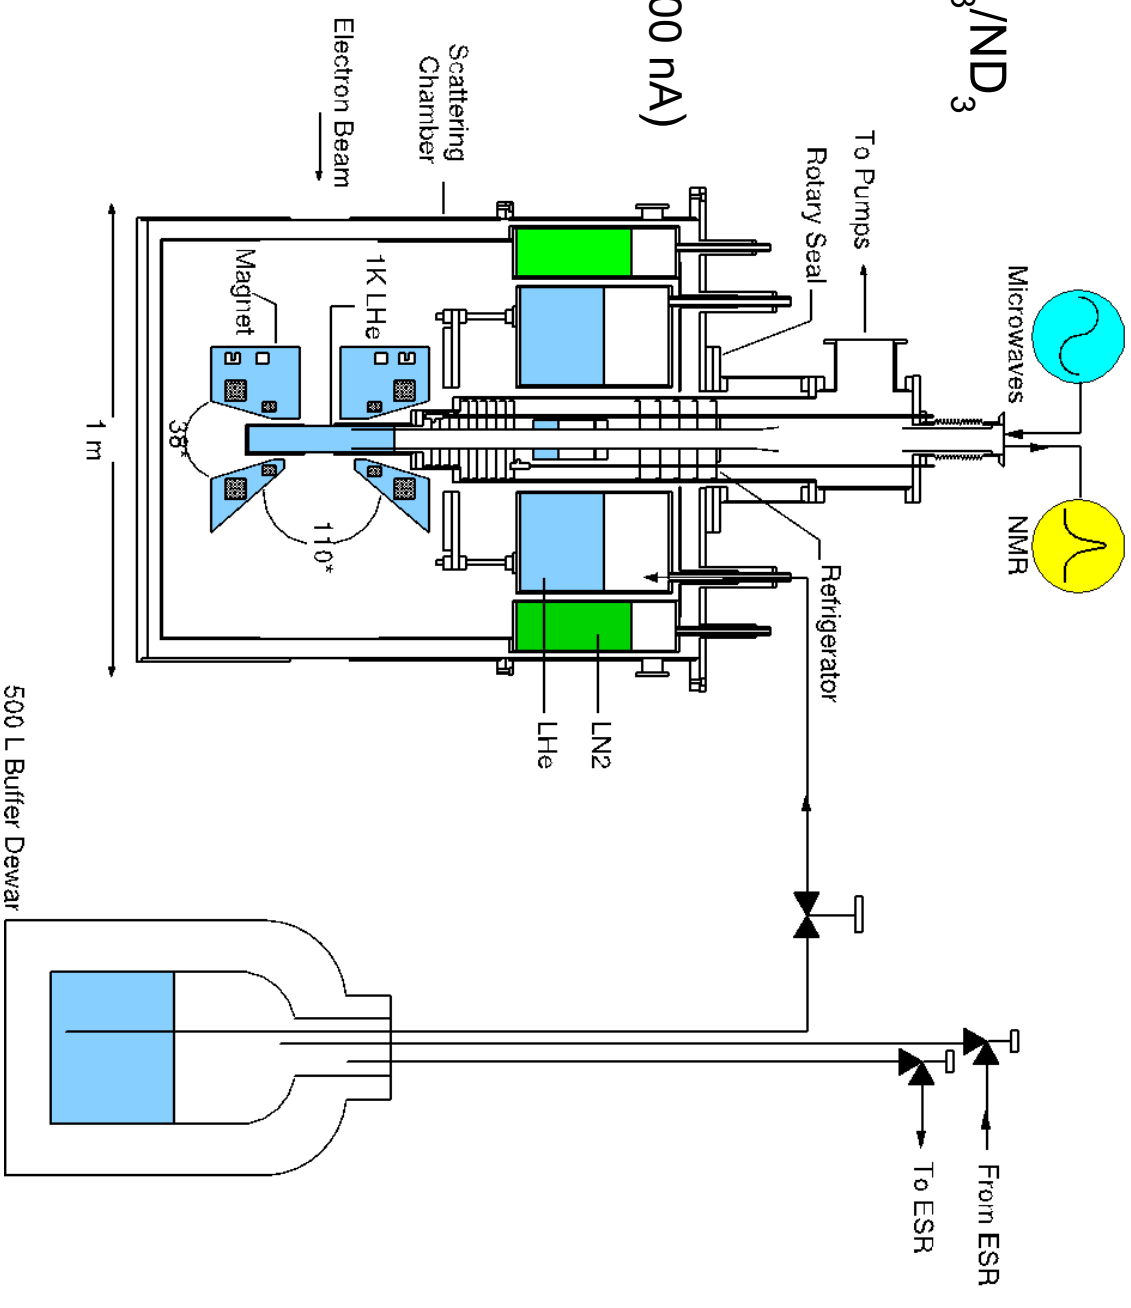 ₃/ND₃
00 nA)
Microwaves
NMR
To Pumps
Rotary Seal
Refrigerator
Scattering
Chamber
Electron Beam
1K LHe
Magnet
38*
110*
1 m
LN2
LHe
From ESR
To ESR
500 L Buffer Dewar